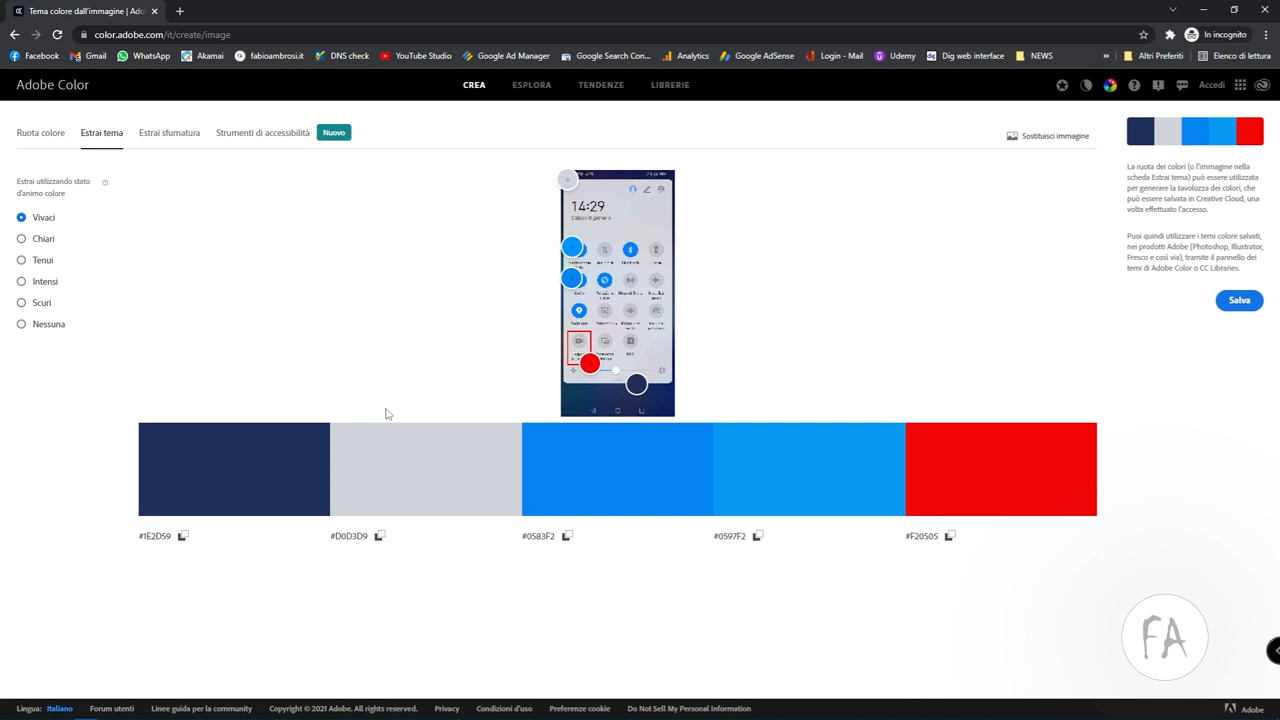 Tema colore dall'immagine | Ado
color.adobe.com/it/create/image
In incognito
Facebook
Gmail
WhatsApp
Akamai
fabioambrosi.it
DNS check
YouTube Studio
Google Ad Manager
Google Search Con...
Analytics
Google AdSense
Login - Mail
Udemy
Dig web interface
NEWS
»
Altri Preferiti
Elenco di lettura
Adobe Color
CREA
ESPLORA
TENDENZE
LIBRERIE
Accedi
Ruota colore
Estrai tema
Estrai sfumatura
Strumenti di accessibilità
Nuovo
Sostituisci immagine
Estrai utilizzando stato
d'animo colore
Vivaci
Chiari
Tenui
Intensi
Scuri
Nessuna
14:29
La ruota dei colori (o l'immagine nella
scheda Estrai tema) può essere utilizzata
per generare la tavolozza dei colori, che
può essere salvata in Creative Cloud, una
volta effettuato l'accesso.
Puoi quindi utilizzare i temi colore salvati,
nei prodotti Adobe (Photoshop, Illustrator,
Fresco e così via), tramite il pannello dei
temi di Adobe Color o CC Libraries.
Salva
#1E2D59
#D0D3D9
#0583F2
#0597F2
#F20505
FA
Lingua: Italiano
Forum utenti
Linee guida per la community
Copyright © 2021 Adobe. All rights reserved.
Privacy
Condizioni d'uso
Preferenze cookie
Do Not Sell My Personal Information
Adobe